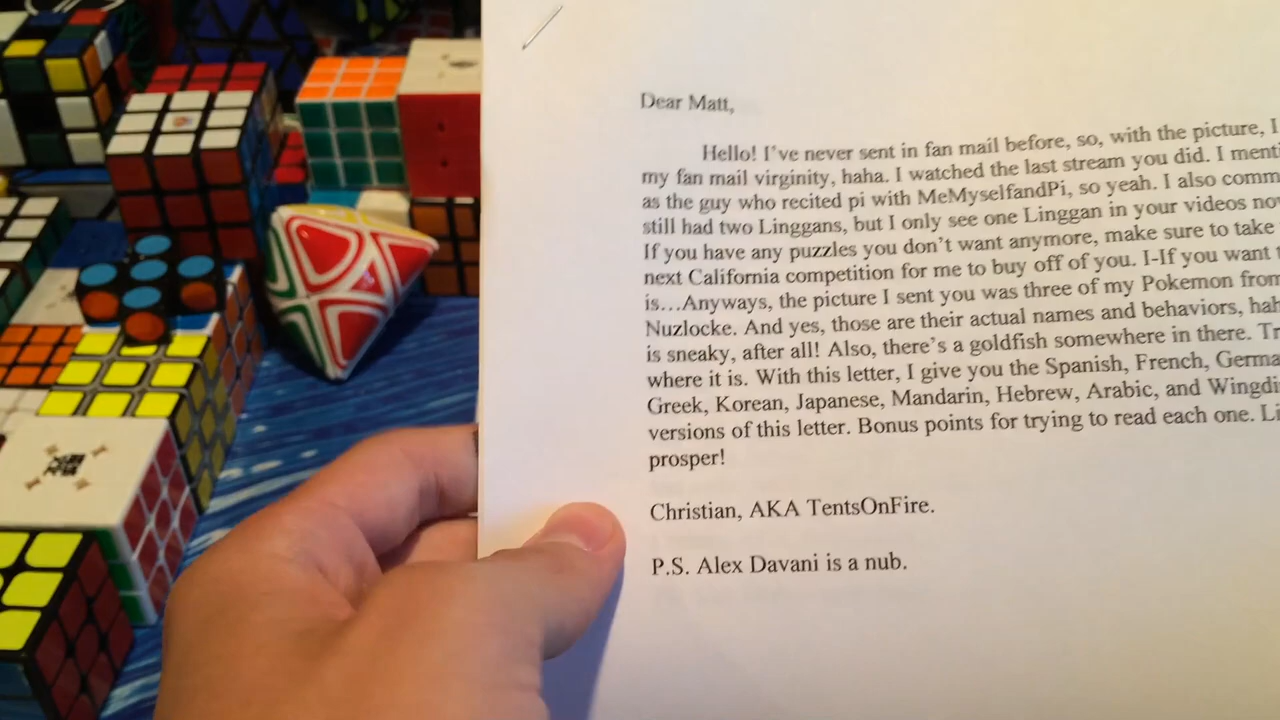 Dear Matt,
Hello! I've never sent in fan mail before, so, with the picture, I
my fan mail virginity, haha. I watched the last stream you did. I menti
as the guy who recited pi with MeMyselfandPi, so yeah. I also comm
still had two Linggans, but I only see one Linggan in your videos no
If you have any puzzles you don't want anymore, make sure to take
next California competition for me to buy off of you. I-If you want t
is...Anyways, the picture I sent you was three of my Pokemon from
Nuzlocke. And yes, those are their actual names and behaviors, hah
is sneaky, after all! Also, there's a goldfish somewhere in there. Tr
where it is. With this letter, I give you the Spanish, French, Germa
Greek, Korean, Japanese, Mandarin, Hebrew, Arabic, and Wingdi
versions of this letter. Bonus points for trying to read each one. Li
prosper!
Christian, AKA TentsOnFire.
P.S. Alex Davani is a nub.